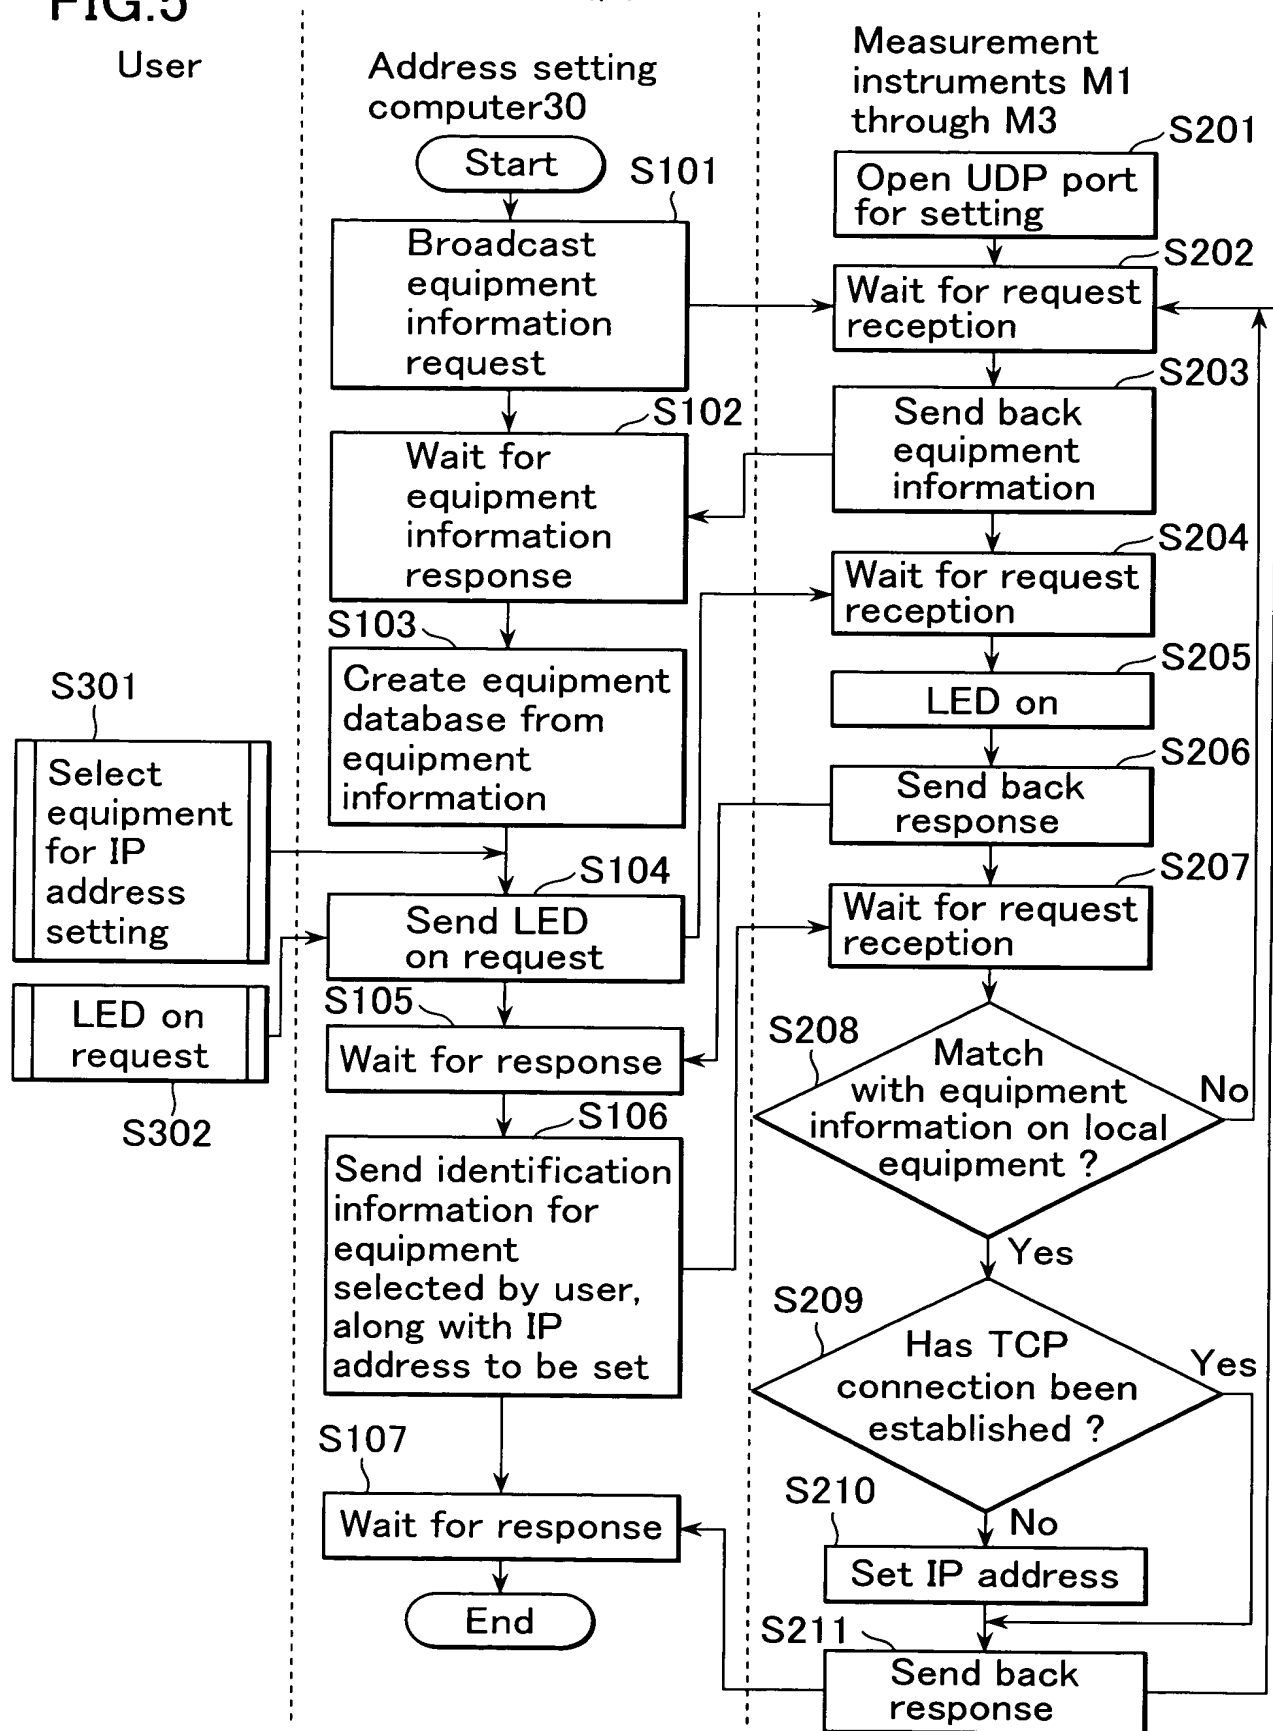 FIG.5
User
Address setting
computer30
Start
S101
Broadcast
equipment
information
request
S102
Wait for
equipment
information
response
S103
Create equipment
database from
equipment
information
S301
Select
equipment
for IP
address
setting
S104
Send LED
on request
LED on
request
S302
S105
Wait for response
S106
Send identification
information for
equipment
selected by user,
along with IP
address to be set
S107
Wait for response
End
Measurement
instruments M1
through M3
S201
Open UDP port
for setting
S202
Wait for request
reception
S203
Send back
equipment
information
S204
Wait for request
reception
S205
LED on
S206
Send back
response
S207
Wait for request
reception
S208
Match
with equipment
information on local
equipment ?
No
Yes
S209
Has TCP
connection been
established ?
Yes
No
S210
Set IP address
S211
Send back
response